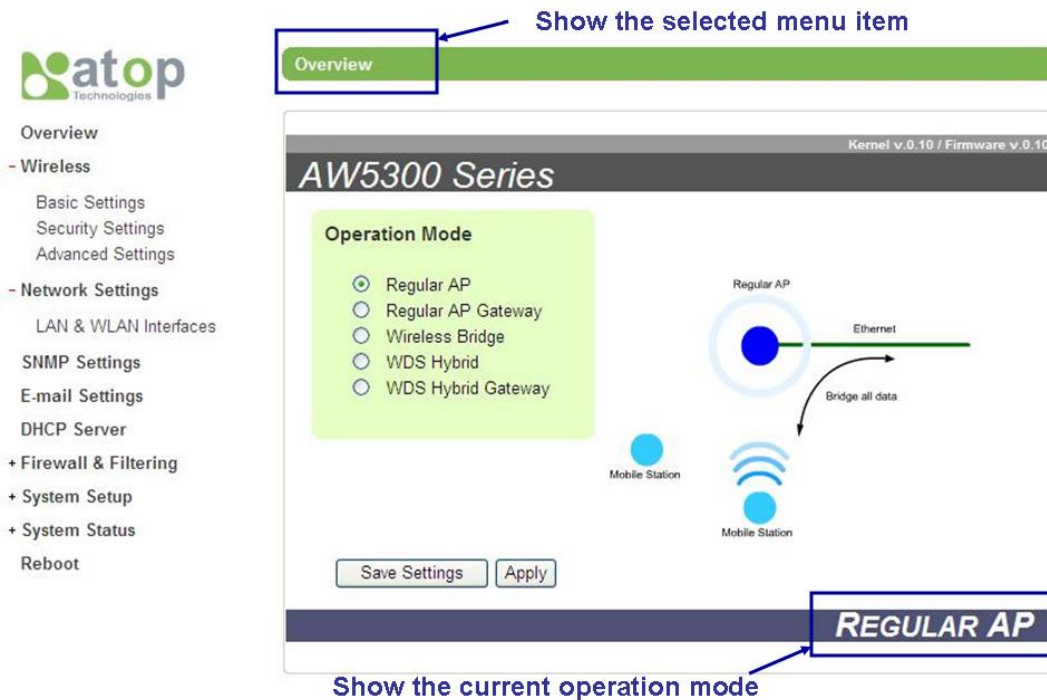 Show the selected menu item
atop
Technologies
Overview
Overview
- Wireless
Basic Settings
Security Settings
Advanced Settings
- Network Settings
LAN & WLAN Interfaces
SNMP Settings
E-mail Settings
DHCP Server
+ Firewall & Filtering
+ System Setup
+ System Status
Reboot
Kernel v.0.10 / Firmware v.0.10
AW5300 Series
Operation Mode
Regular AP
Regular AP Gateway
Wireless Bridge
WDS Hybrid
WDS Hybrid Gateway
Regular AP
Ethernet
Bridge all data
Mobile Station
Mobile Station
Save Settings
Apply
REGULAR AP
Show the current operation mode